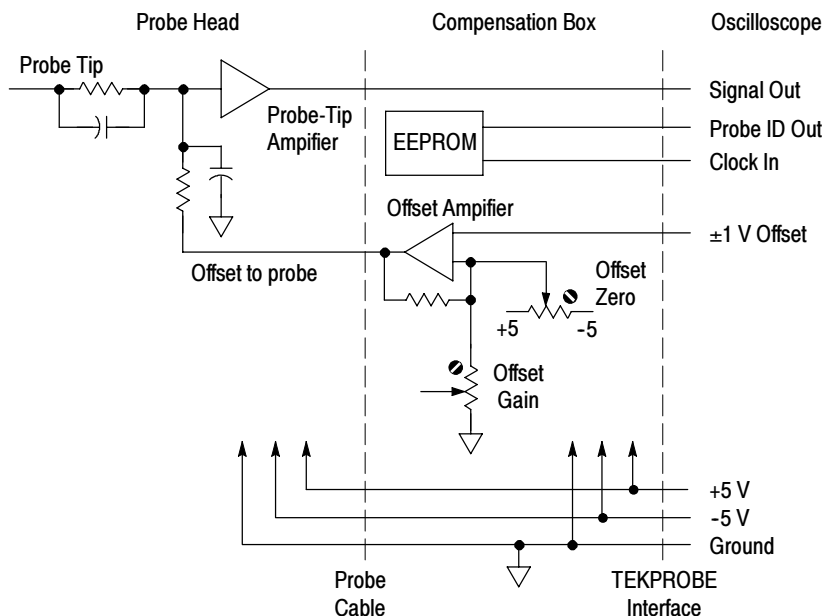 Probe Head
Compensation Box
Oscilloscope
Probe Tip
Signal Out
Probe-Tip
Ampifier
EEPROM
Probe ID Out
Clock In
Offset Ampifier
±1 V Offset
Offset to probe
Offset
Zero
+5
-5
Offset
Gain
+5 V
-5 V
Ground
Probe
Cable
TEKPROBE
Interface